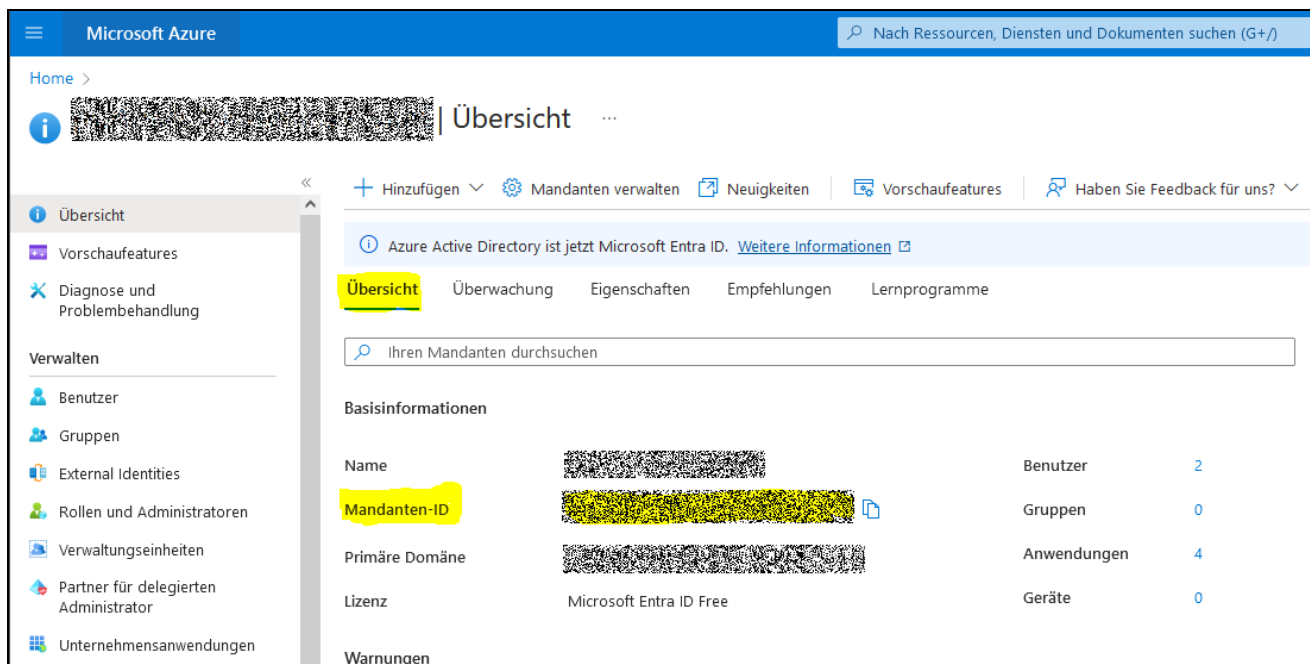 Microsoft Azure
Nach Ressourcen, Diensten und Dokumenten suchen (G+/)
Home >
| Übersicht ...
« 
+ Hinzufügen Mandanten verwalten Neuigkeiten Vorschaufeatures Haben Sie Feedback für uns?
Azure Active Directory ist jetzt Microsoft Entra ID. Weitere Informationen
Übersicht Überwachung Eigenschaften Empfehlungen Lernprogramme
Ihren Mandanten durchsuchen
Übersicht
Vorschaufeatures
Diagnose und
Problembehandlung
Verwalten
Benutzer
Gruppen
External Identities
Rollen und Administratoren
Verwaltungseinheiten
Partner für delegierten
Administrator
Unternehmensanwendungen
Basisinformationen
Name
Mandanten-ID
Primäre Domäne
Lizenz Microsoft Entra ID Free
Benutzer 2
Gruppen 0
Anwendungen 4
Geräte 0
Warnungen